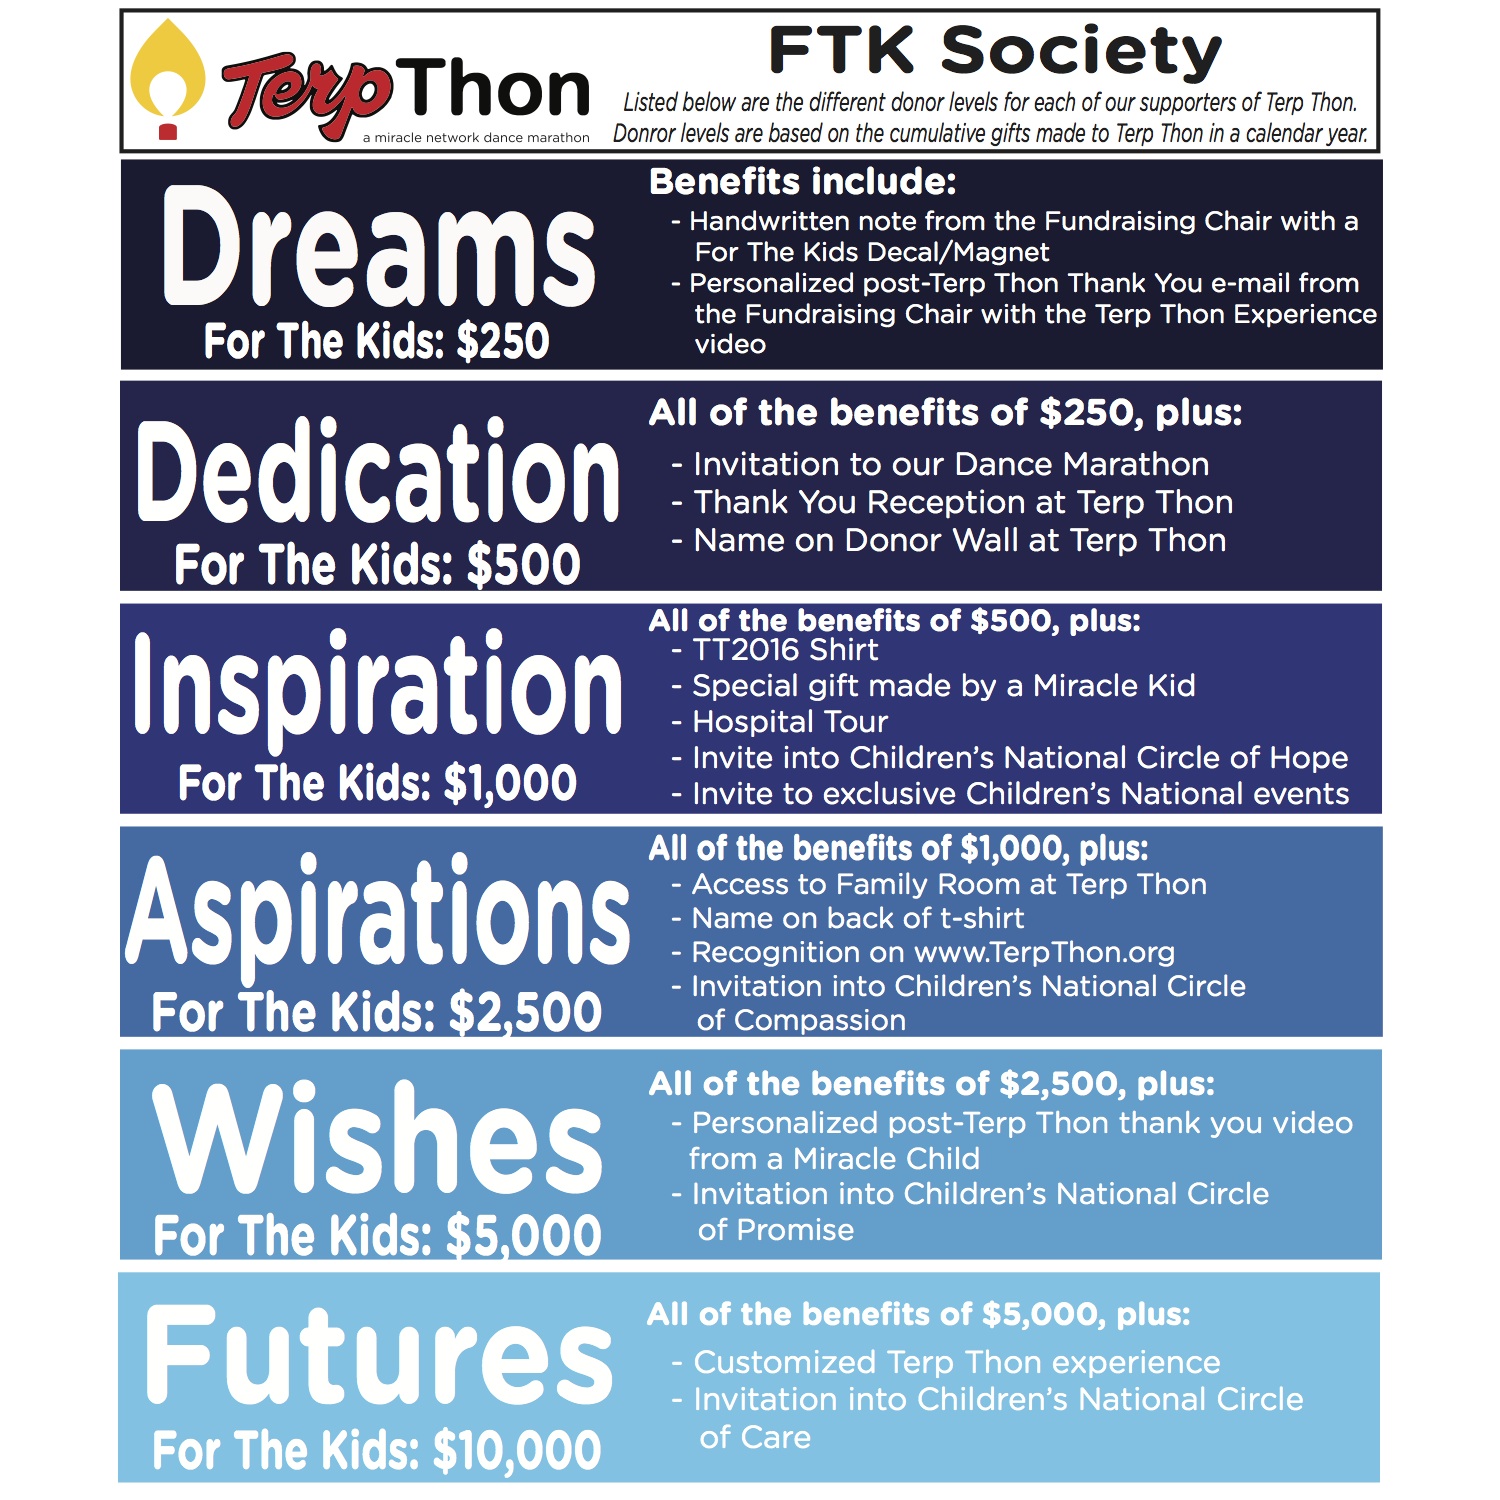 Terp Thon
a miracle network dance marathon
FTK Society
Listed below are the different donor levels for each of our supporters of Terp Thon.
Donror levels are based on the cumulative gifts made to Terp Thon in a calendar year.
Dreams
For The Kids: $250
Benefits include:
- Handwritten note from the Fundraising Chair with a
For The Kids Decal/Magnet
- Personalized post-Terp Thon Thank You e-mail from
the Fundraising Chair with the Terp Thon Experience
video
Dedication
For The Kids: $500
All of the benefits of $250, plus:
- Invitation to our Dance Marathon
- Thank You Reception at Terp Thon
- Name on Donor Wall at Terp Thon
Inspiration
For The Kids: $1,000
All of the benefits of $500, plus:
- TT2016 Shirt
- Special gift made by a Miracle Kid
- Hospital Tour
- Invite into Children's National Circle of Hope
- Invite to exclusive Children's National events
Aspirations
For The Kids: $2,500
All of the benefits of $1,000, plus:
- Access to Family Room at Terp Thon
- Name on back of t-shirt
- Recognition on www.TerpThon.org
- Invitation into Children's National Circle
of Compassion
Wishes
For The Kids: $5,000
All of the benefits of $2,500, plus:
- Personalized post-Terp Thon thank you video
from a Miracle Child
- Invitation into Children's National Circle
of Promise
Futures
For The Kids: $10,000
All of the benefits of $5,000, plus:
- Customized Terp Thon experience
- Invitation into Children's National Circle
of Care